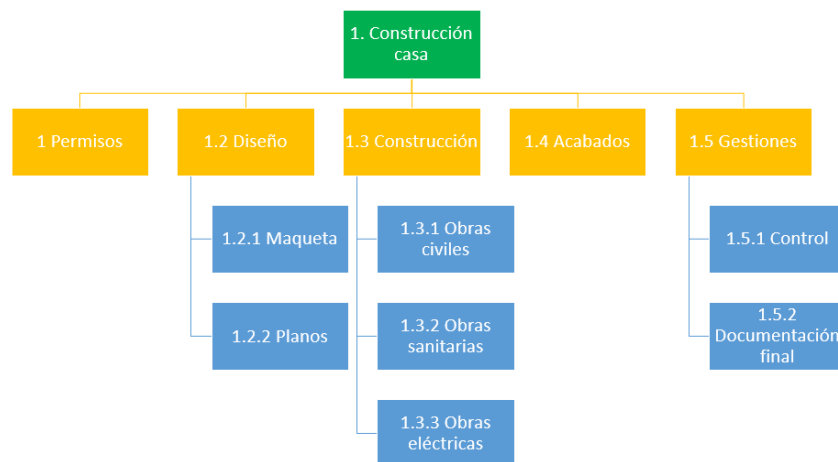 1. Construcción
casa
1 Permisos
1.2 Diseño
1.3 Construcción
1.4 Acabados
1.5 Gestiones
1.2.1 Maqueta
1.2.2 Planos
1.3.1 Obras
civiles
1.3.2 Obras
sanitarias
1.3.3 Obras
eléctricas
1.5.1 Control
1.5.2
Documentación
final